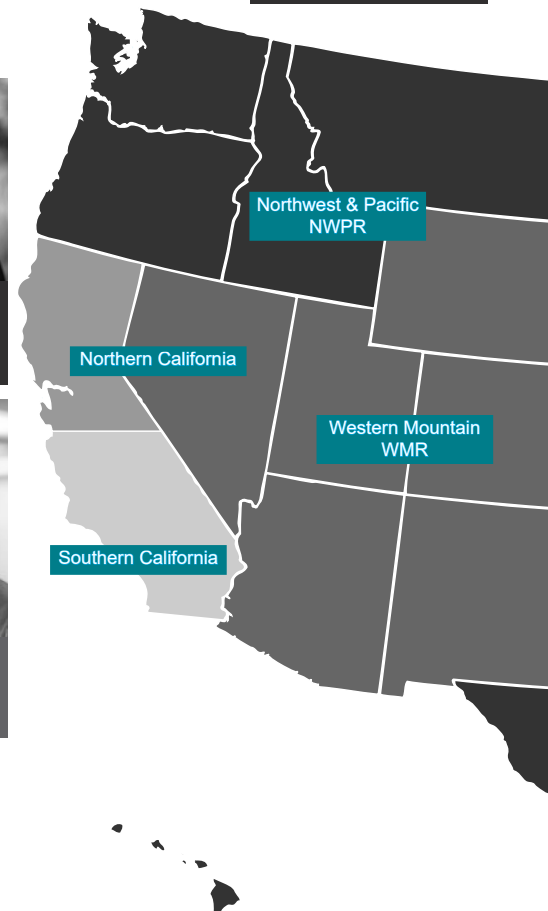 Northwest & Pacific
NWPR
Northern California
Western Mountain
WMR
Southern California